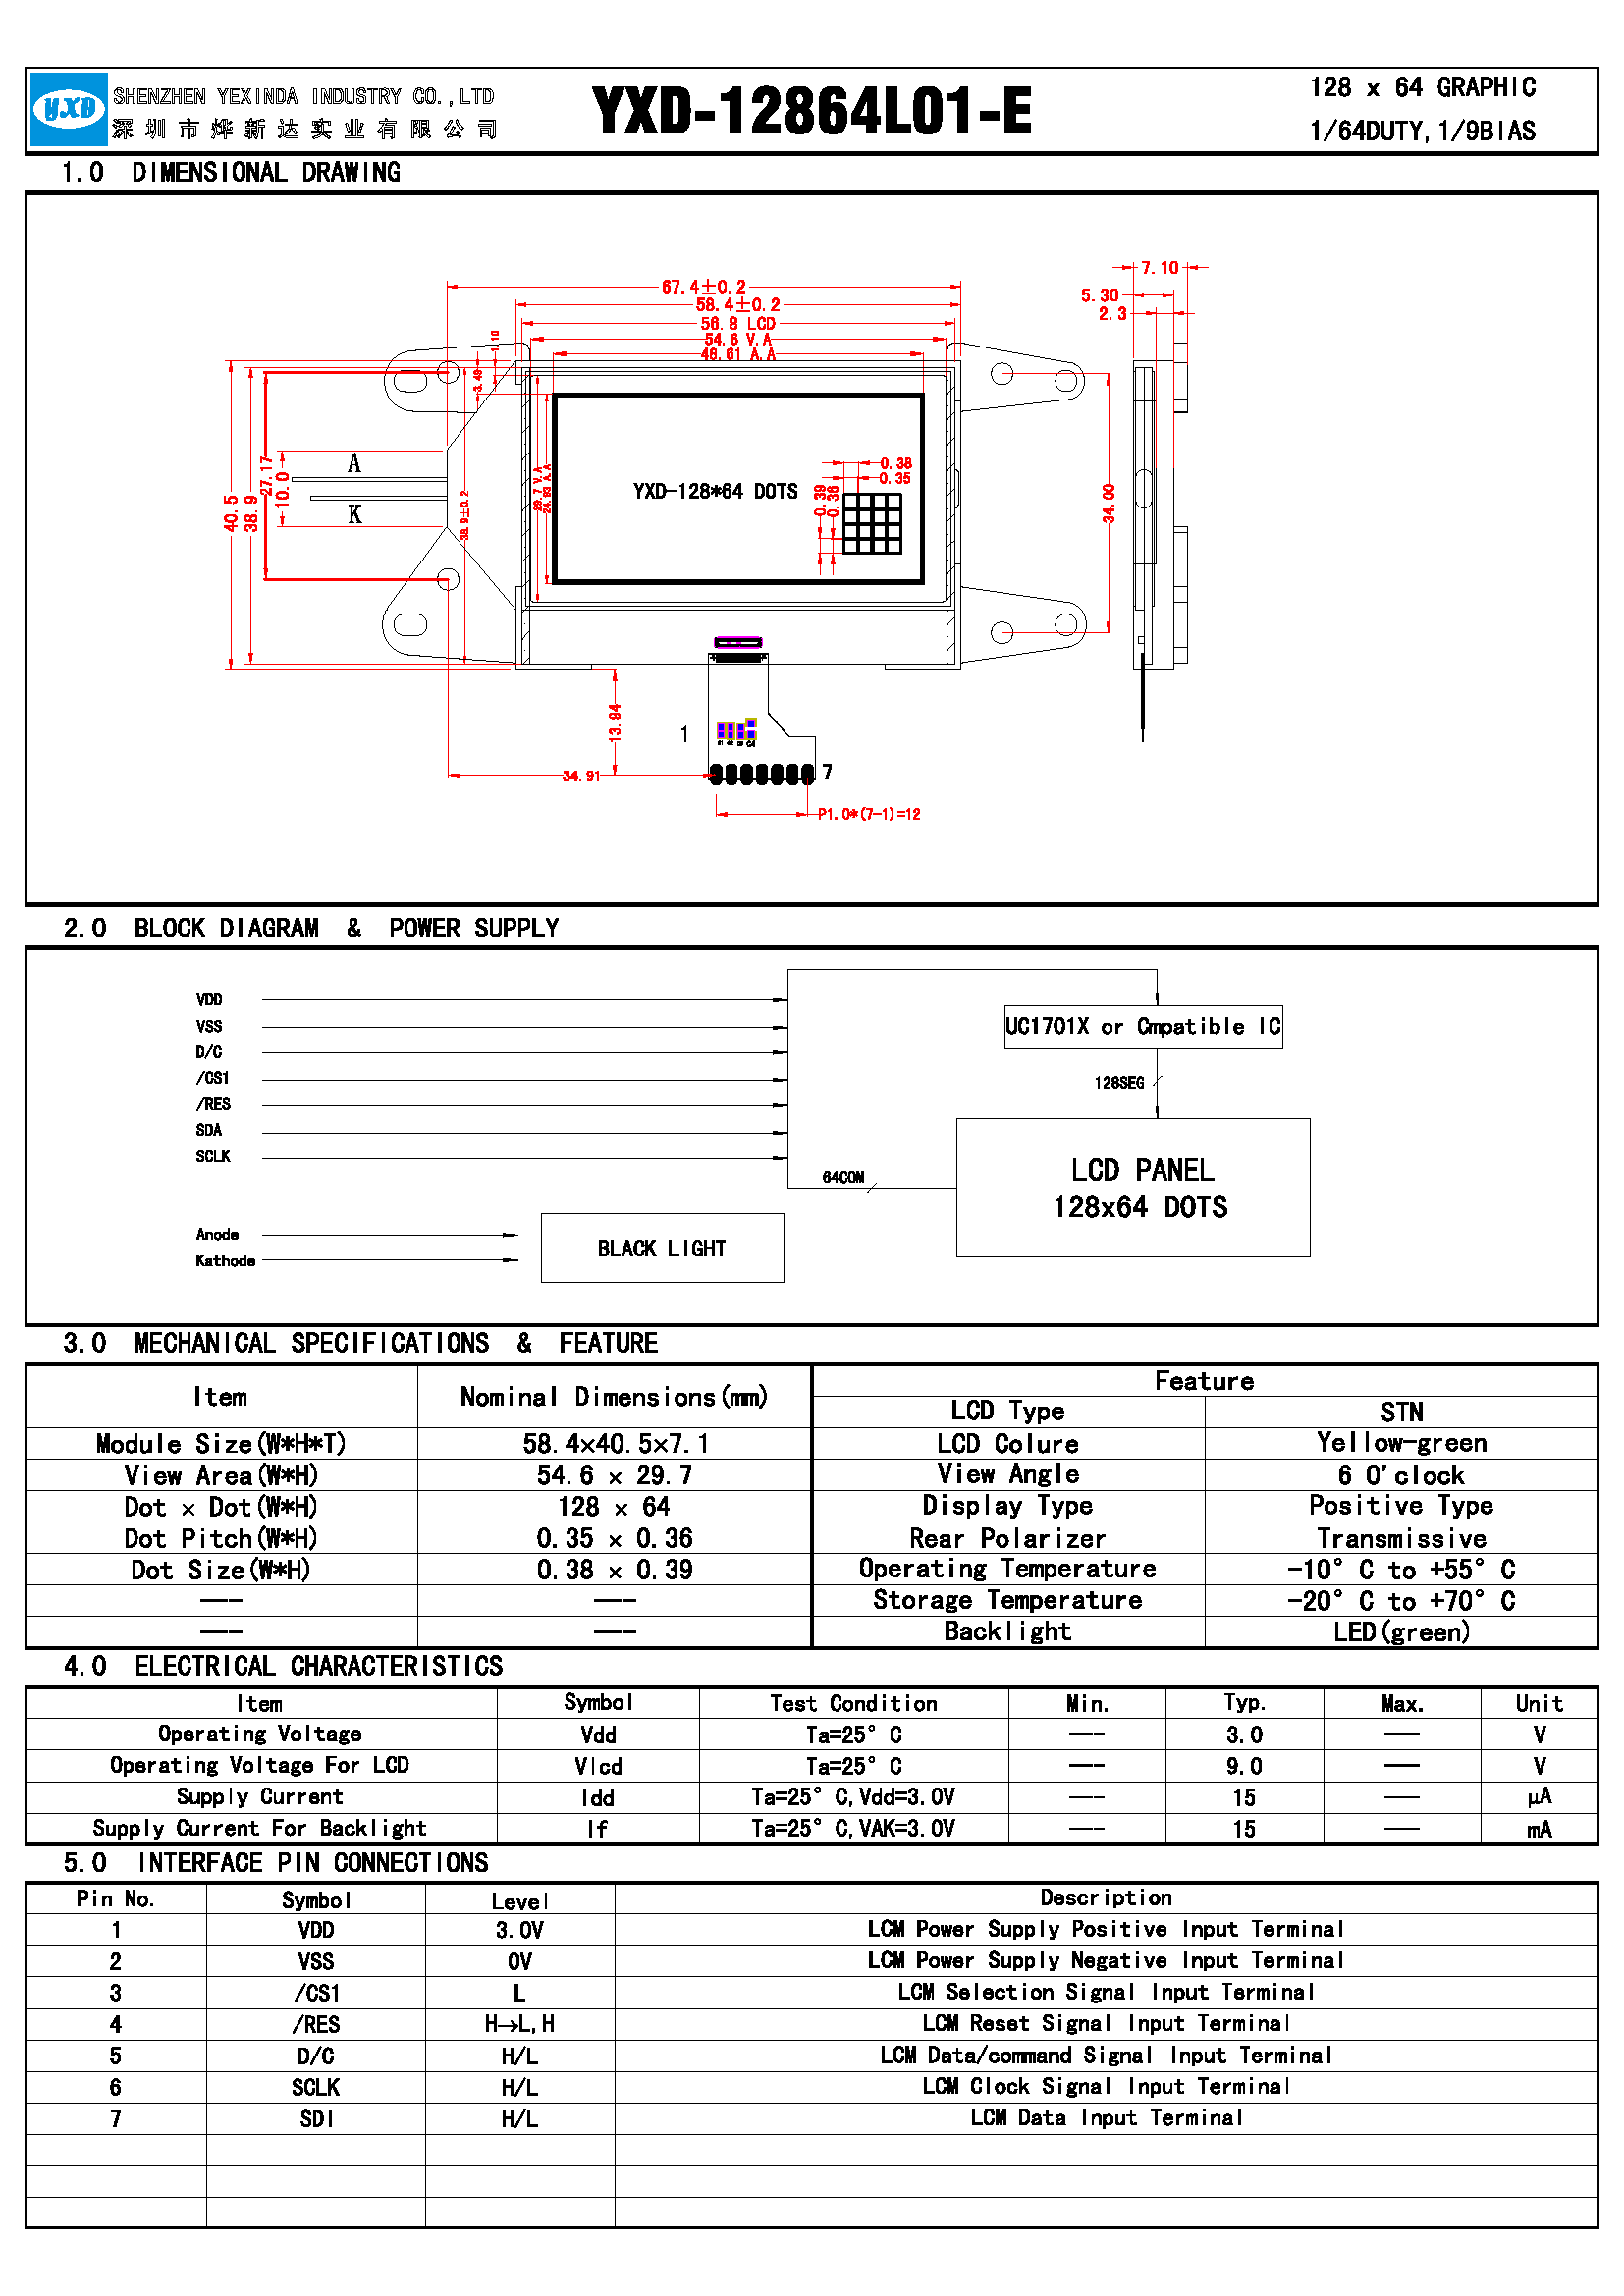 YXD
SHENZHEN YEXINDA INDUSTRY CO.,LTD
深圳市烨新达实业有限公司
YXD-12864L01-E
128 x 64 GRAPHIC
1/64DUTY,1/9BIAS
1.0 DIMENSIONAL DRAWING
67.4±0.2
58.4±0.2
56.8 LCD
54.6 V.A
48.61 A.A
1.10
3.49
7.10
5.30
2.3
A
K
40.5
38.9
27.17
10.0
38.9±0.2
29.7 V.A
24.93 A.A
YXD-128*64 DOTS
0.38
0.35
0.39
0.36
34.00
13.94
34.91
1
7
P1.0*(7-1)=12
2.0 BLOCK DIAGRAM & POWER SUPPLY
VDD
VSS
D/C
/CS1
/RES
SDA
SCLK
Anode
Kathode
BLACK LIGHT
UC1701X or Cmpatible IC
128SEG
64COM
LCD PANEL
128x64 DOTS
3.0 MECHANICAL SPECIFICATIONS & FEATURE
Item Nominal Dimensions(mm) Feature
LCD Type STN
Module Size(W*H*T) 58.4×40.5×7.1 LCD Colure Yellow-green
View Area(W*H) 54.6 × 29.7 View Angle 6 O'clock
Dot × Dot(W*H) 128 × 64 Display Type Positive Type
Dot Pitch(W*H) 0.35 × 0.36 Rear Polarizer Transmissive
Dot Size(W*H) 0.38 × 0.39 Operating Temperature -10° C to +55° C
--- --- Storage Temperature -20° C to +70° C
--- --- Backlight LED(green)
4.0 ELECTRICAL CHARACTERISTICS
Item Symbol Test Condition Min. Typ. Max. Unit
Operating Voltage Vdd Ta=25° C --- 3.0 --- V
Operating Voltage For LCD Vlcd Ta=25° C --- 9.0 --- V
Supply Current Idd Ta=25° C,Vdd=3.0V --- 15 --- μA
Supply Current For Backlight If Ta=25° C,VAK=3.0V --- 15 --- mA
5.0 INTERFACE PIN CONNECTIONS
Pin No. Symbol Level Description
1 VDD 3.0V LCM Power Supply Positive Input Terminal
2 VSS 0V LCM Power Supply Negative Input Terminal
3 /CS1 L LCM Selection Signal Input Terminal
4 /RES H→L,H LCM Reset Signal Input Terminal
5 D/C H/L LCM Data/command Signal Input Terminal
6 SCLK H/L LCM Clock Signal Input Terminal
7 SDI H/L LCM Data Input Terminal